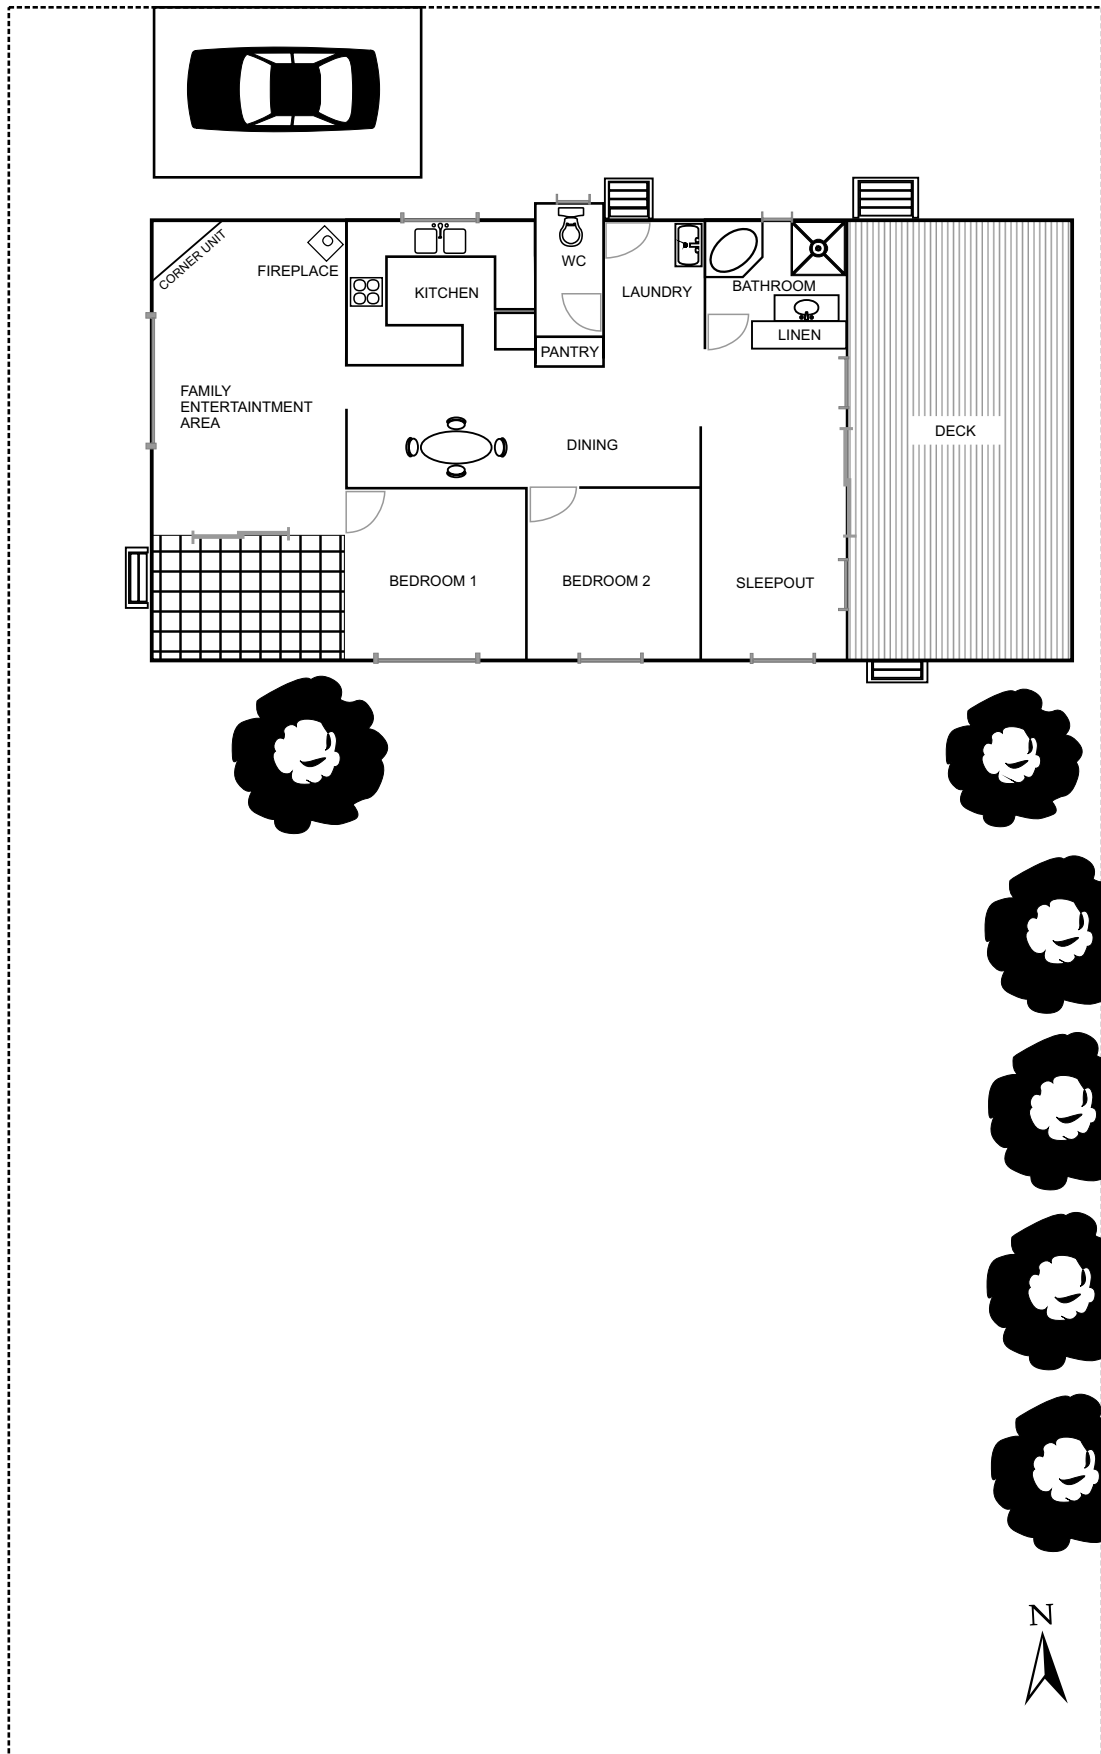 CORNER UNIT
FIREPLACE
KITCHEN
WC
LAUNDRY
BATHROOM
LINEN
PANTRY
FAMILY
ENTERTAINTMENT
AREA
DINING
DECK
BEDROOM 1
BEDROOM 2
SLEEPOUT
N